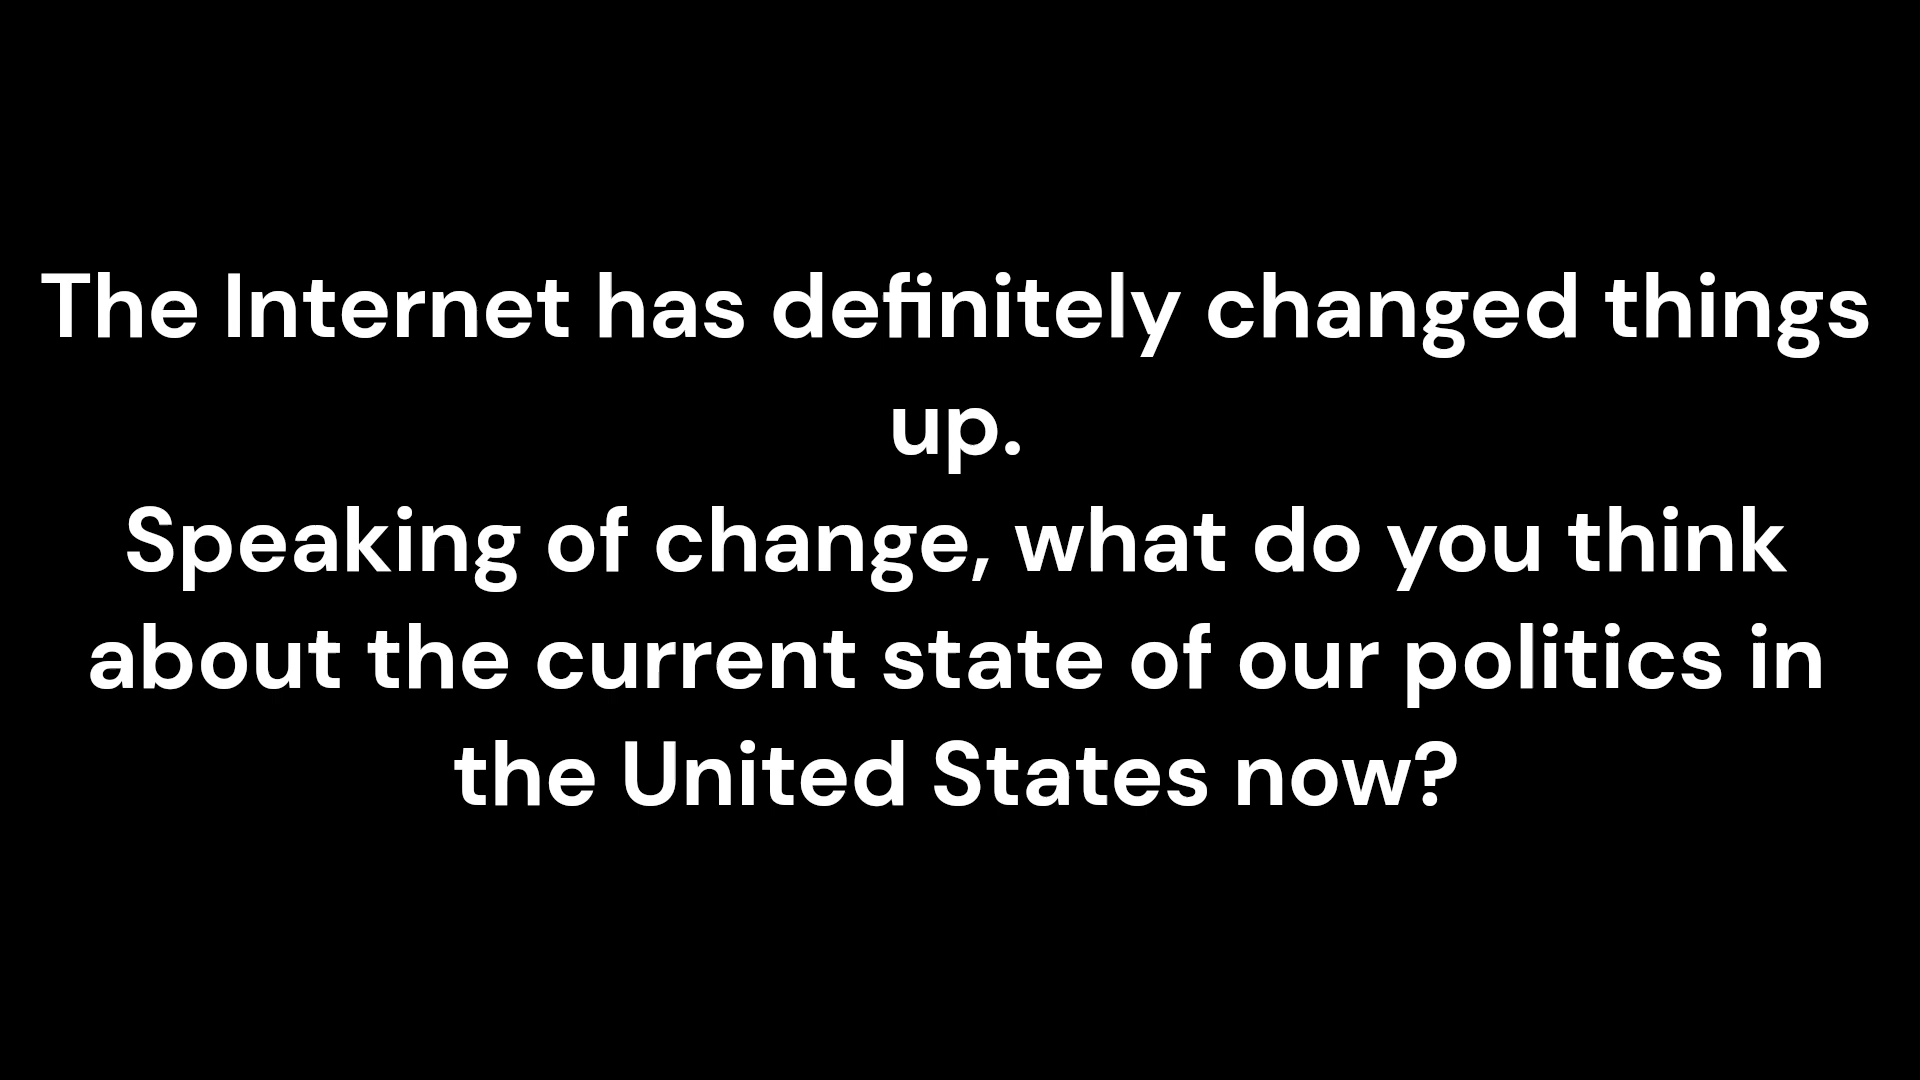 The Internet has definitely changed things
up.
Speaking of change, what do you think
about the current state of our politics in
the United States now?